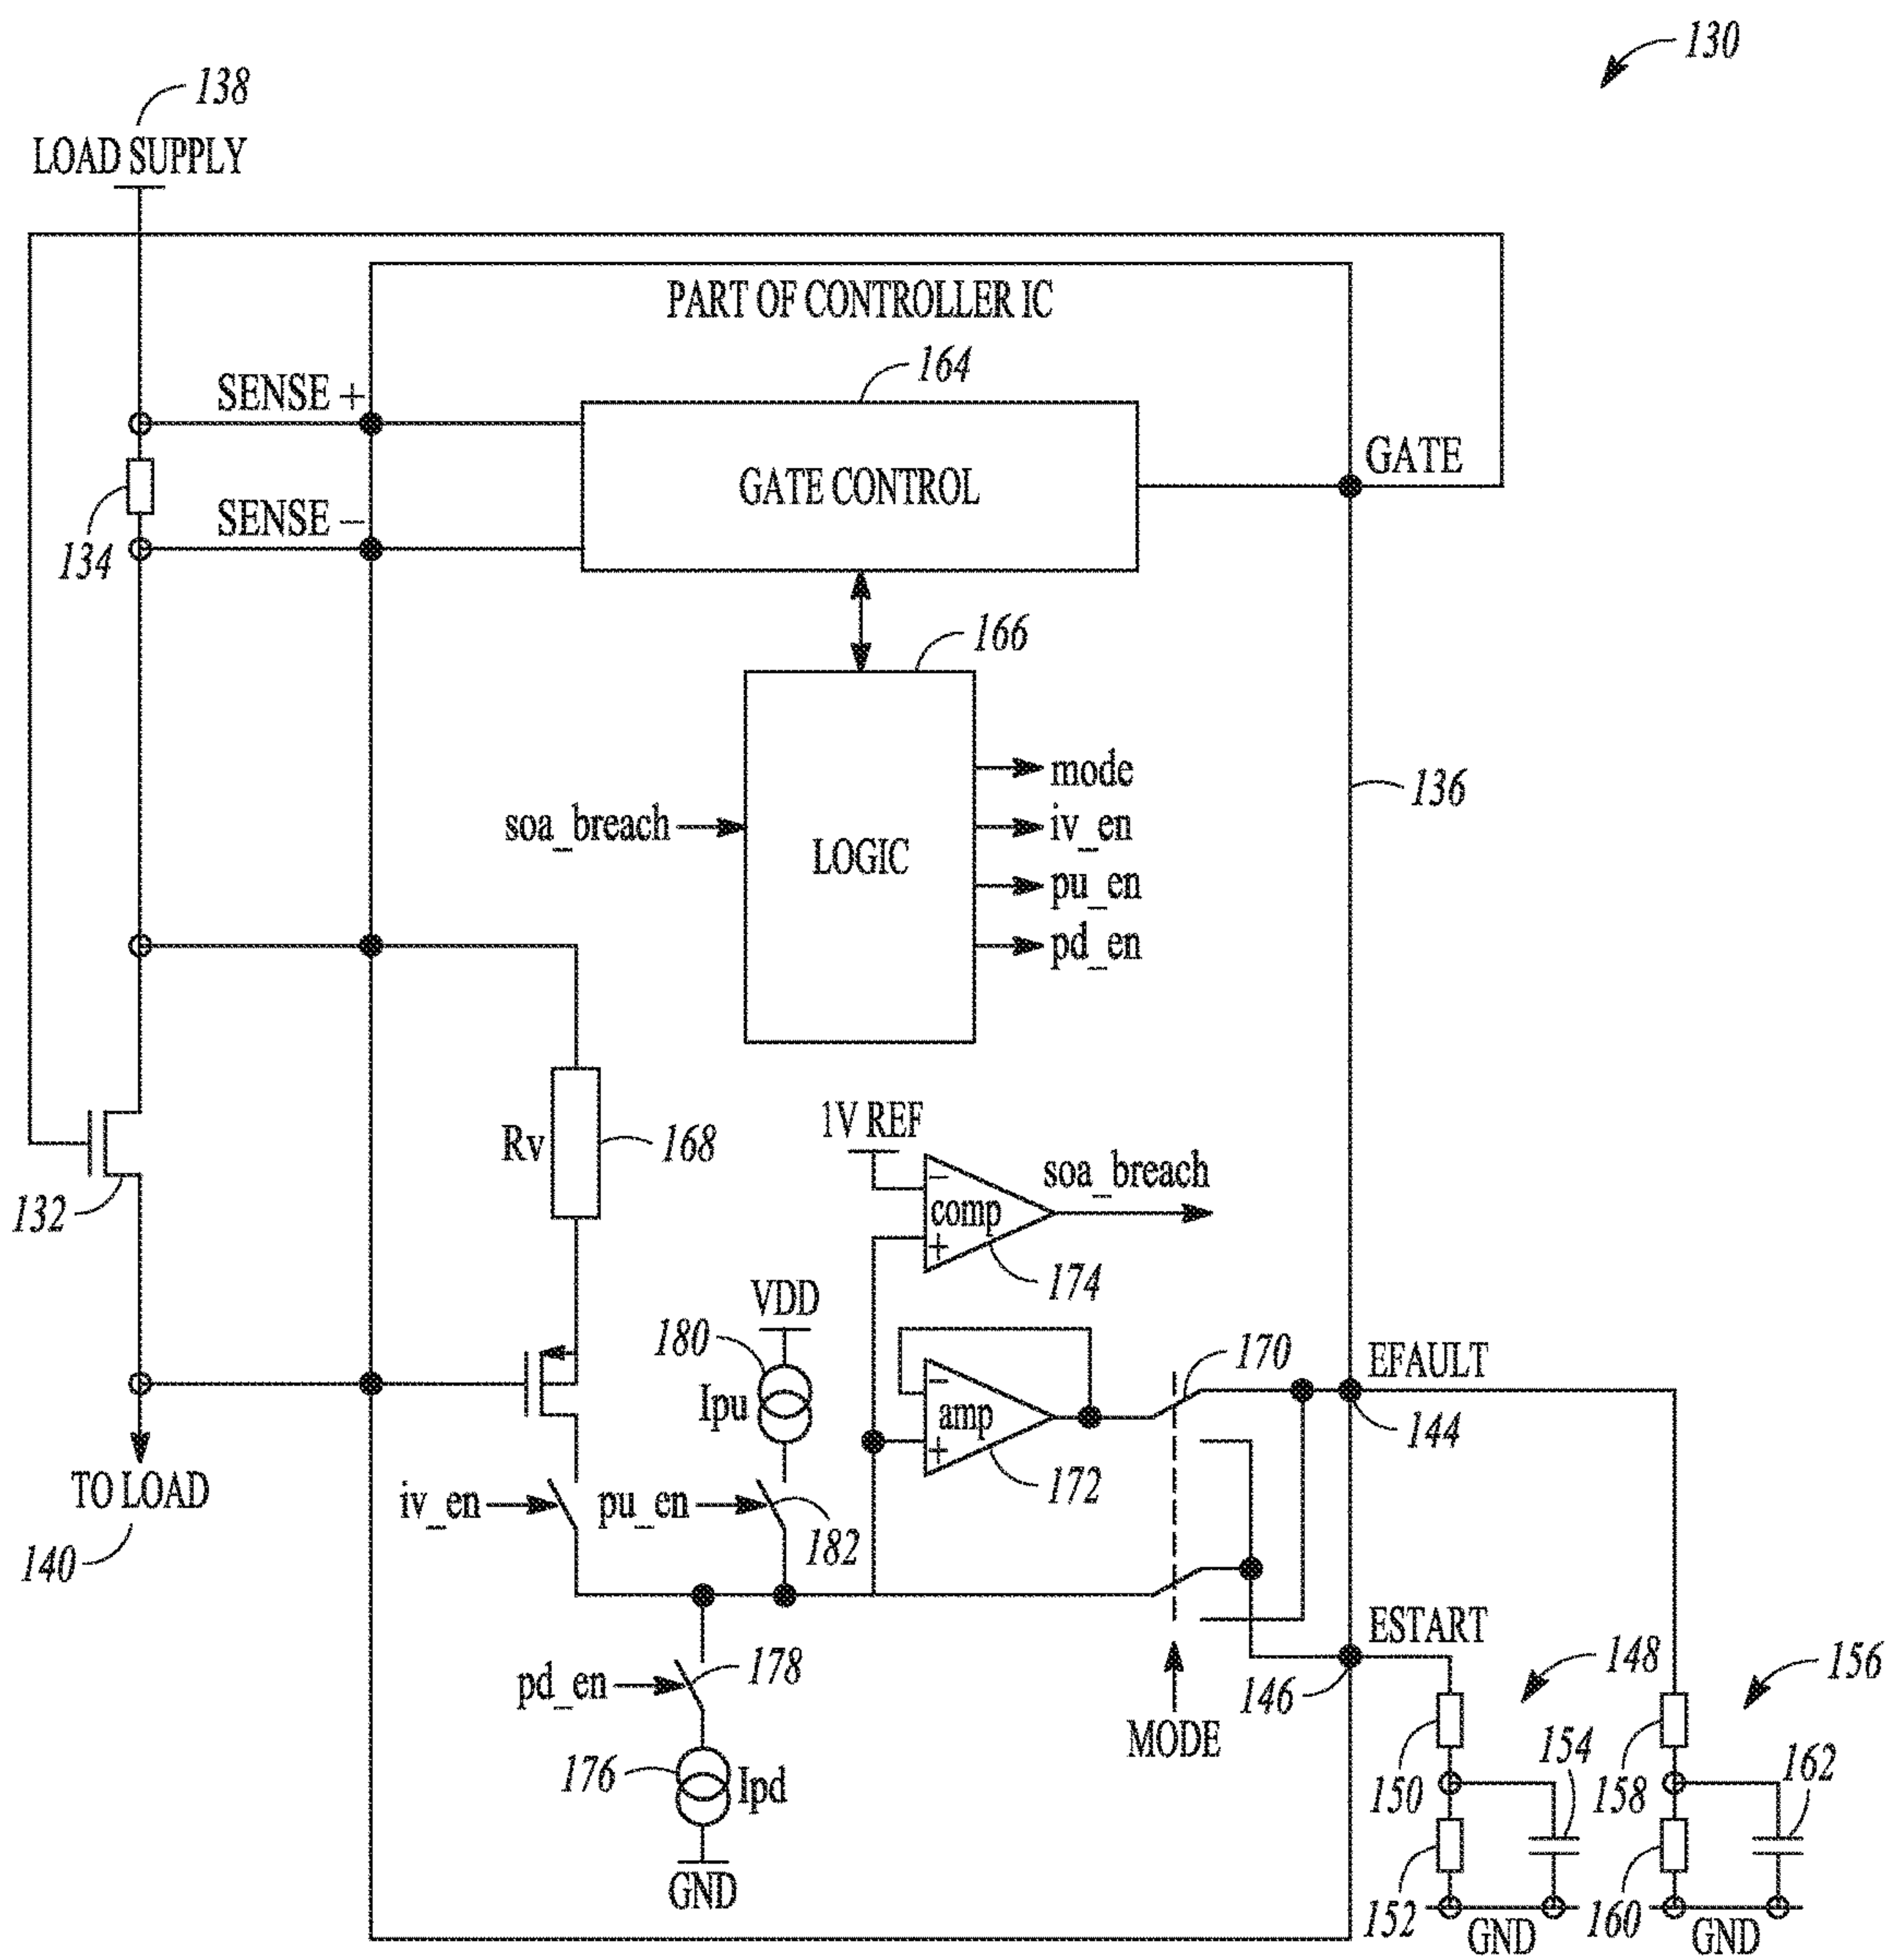 130
138
LOAD SUPPLY
PART OF CONTROLLER IC
164
SENSE +
GATE
GATE CONTROL
SENSE −
134
166
mode
136
iv_en
soa_breach
LOGIC
pu_en
pd_en
1V REF
Rv
168
soa_breach
− comp +
132
174
VDD
180
170
EFAULT
Ipu
− amp +
144
172
TO LOAD
iv_en
pu_en
182
140
ESTART
178
148
156
pd_en
146
MODE
176
Ipd
150
154
158
162
GND
152
GND
160
GND